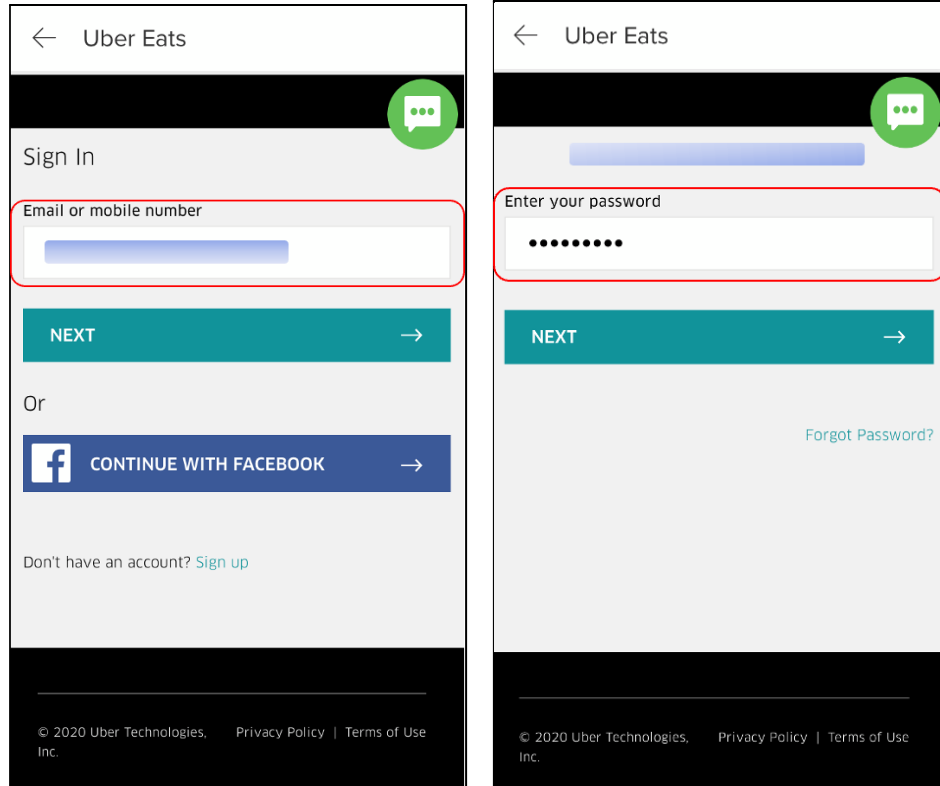 Uber Eats
Sign In
Email or mobile number
NEXT
Or
CONTINUE WITH FACEBOOK
Don't have an account? Sign up
© 2020 Uber Technologies, Inc.
Privacy Policy | Terms of Use
Uber Eats
Enter your password
•••••••••
NEXT
Forgot Password?
© 2020 Uber Technologies, Inc.
Privacy Policy | Terms of Use